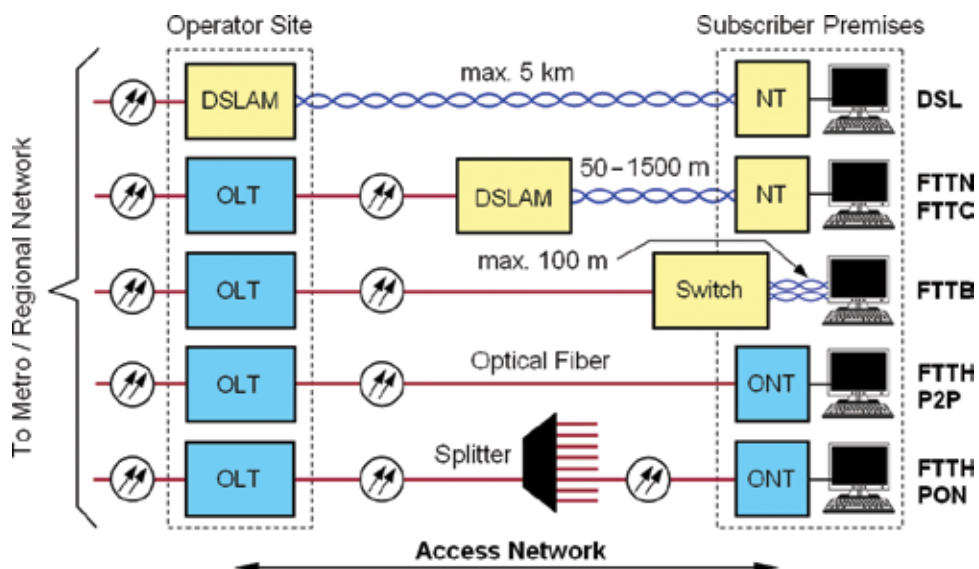 Operator Site
Subscriber Premises
To Metro / Regional Network
DSLAM
max. 5 km
NT
DSL
OLT
DSLAM
50–1500 m
NT
FTTN
FTTC
OLT
max. 100 m
Switch
FTTB
OLT
Optical Fiber
ONT
FTTH
P2P
OLT
Splitter
ONT
FTTH
PON
Access Network